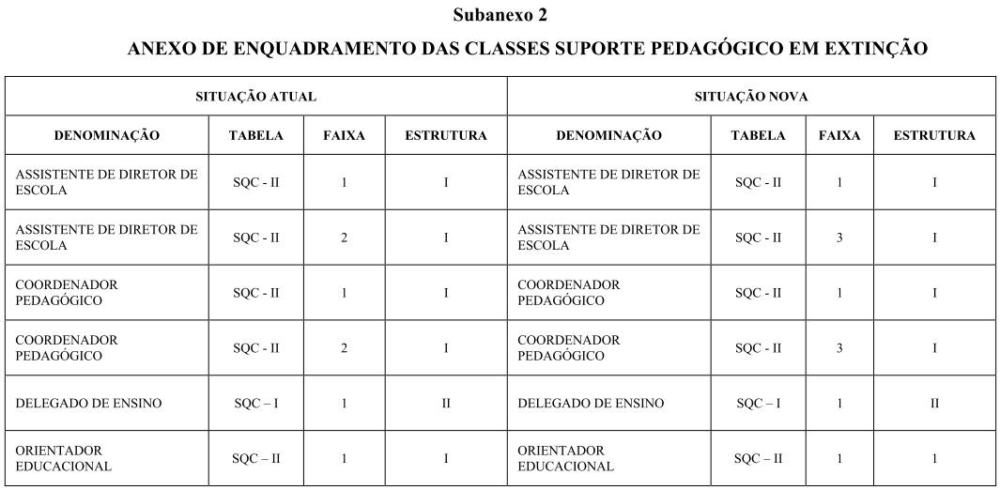 Subanexo 2
ANEXO DE ENQUADRAMENTO DAS CLASSES SUPORTE PEDAGÓGICO EM EXTINÇÃO
SITUAÇÃO ATUAL SITUAÇÃO NOVA
DENOMINAÇÃO TABELA FAIXA ESTRUTURA DENOMINAÇÃO TABELA FAIXA ESTRUTURA
ASSISTENTE DE DIRETOR DE
ESCOLA SQC - II 1 I ASSISTENTE DE DIRETOR DE
ESCOLA SQC - II 1 I
ASSISTENTE DE DIRETOR DE
ESCOLA SQC - II 2 I ASSISTENTE DE DIRETOR DE
ESCOLA SQC - II 3 I
COORDENADOR
PEDAGÓGICO SQC - II 1 I COORDENADOR
PEDAGÓGICO SQC - II 1 I
COORDENADOR
PEDAGÓGICO SQC - II 2 I COORDENADOR
PEDAGÓGICO SQC - II 3 I
DELEGADO DE ENSINO SQC – I 1 II DELEGADO DE ENSINO SQC – I 1 II
ORIENTADOR
EDUCACIONAL SQC – II 1 I ORIENTADOR
EDUCACIONAL SQC – II 1 1